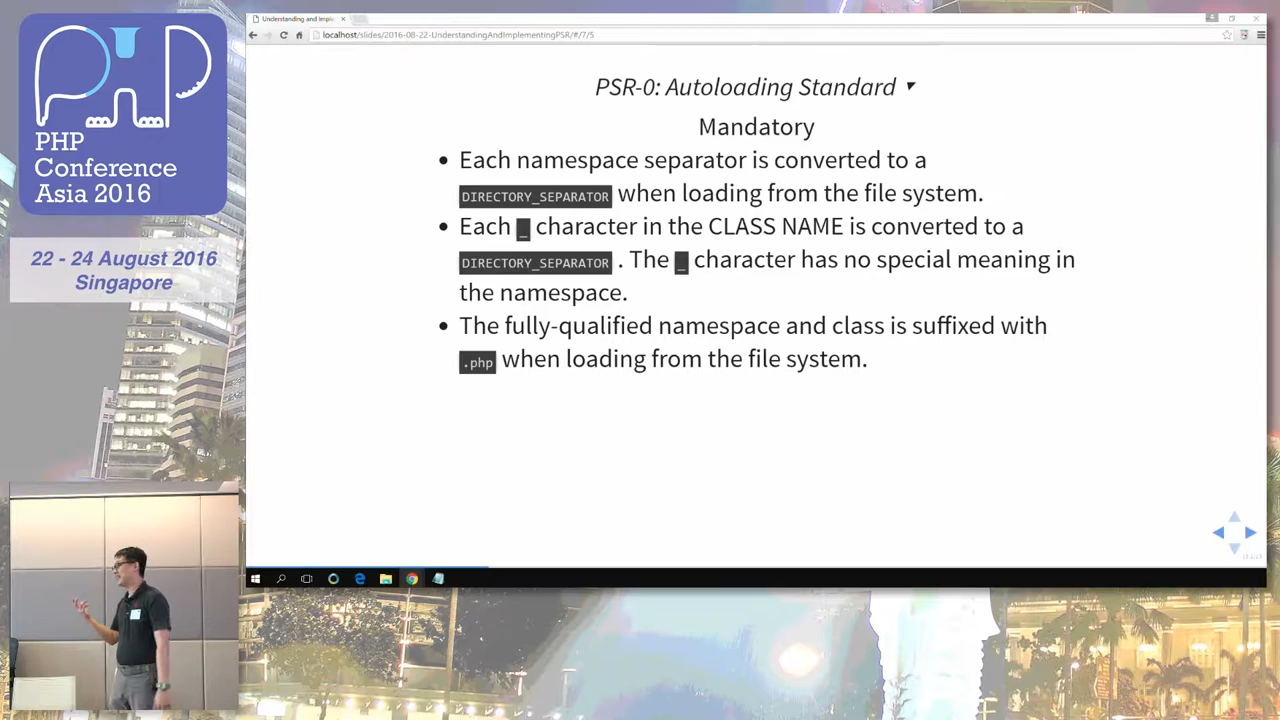 PHP
Conference
Asia 2016
22 - 24 August 2016
Singapore
Understanding and Imple
localhost/slides/2016-08-22-UnderstandingAndImplementingPSR/#/7/5
PSR-0: Autoloading Standard
Mandatory
Each namespace separator is converted to a
DIRECTORY_SEPARATOR when loading from the file system.
Each _ character in the CLASS NAME is converted to a
DIRECTORY_SEPARATOR . The _ character has no special meaning in
the namespace.
The fully-qualified namespace and class is suffixed with
.php when loading from the file system.